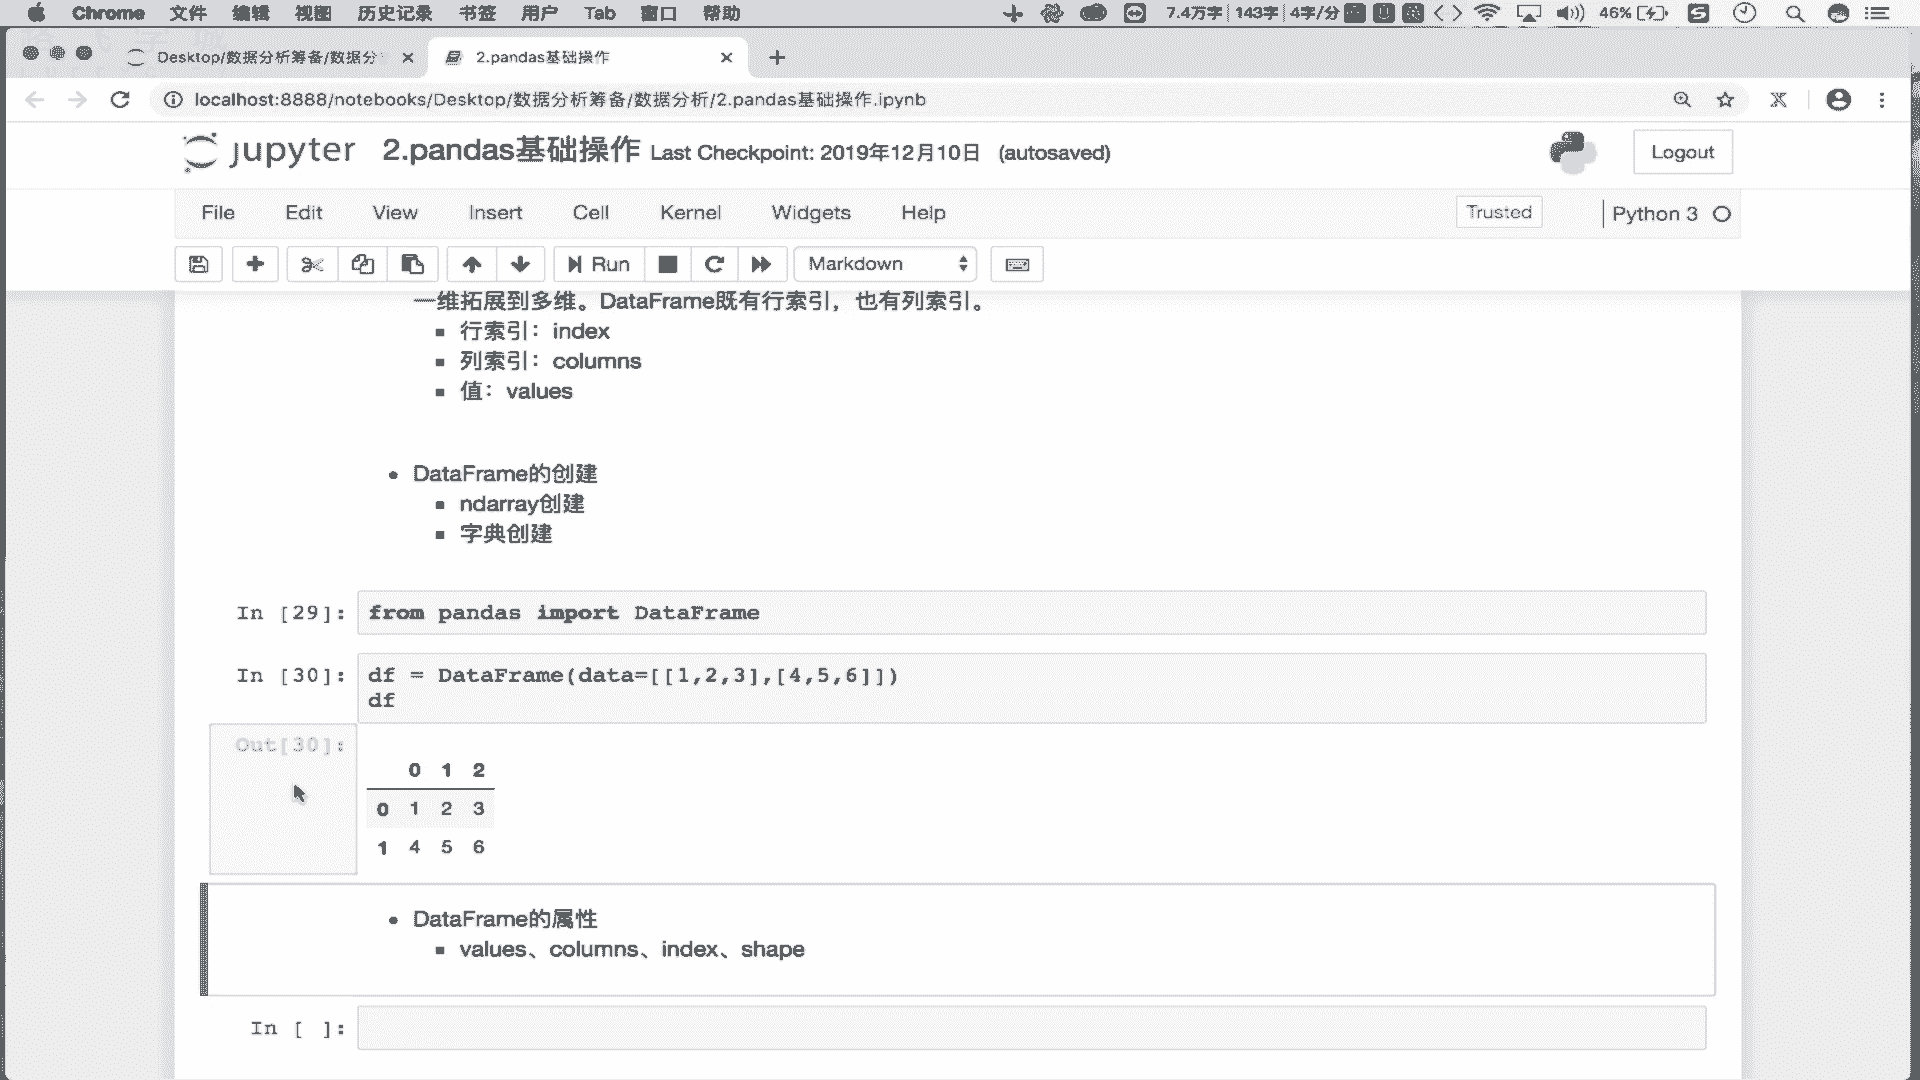 Chrome 文件 编辑 视图 历史记录 书签 用户 Tab 窗口 帮助 7.4万字 143字 4字/分 46%
Desktop/数据分析筹备/数据分 2.pandas基础操作
localhost:8888/notebooks/Desktop/数据分析筹备/数据分析/2.pandas基础操作.ipynb
jupyter 2.pandas基础操作 Last Checkpoint: 2019年12月10日 (autosaved) Logout
File Edit View Insert Cell Kernel Widgets Help Trusted Python 3
Run Markdown
一维拓展到多维。DataFrame既有行索引，也有列索引。
行索引：index
列索引：columns
值：values
DataFrame的创建
ndarray创建
字典创建
In [29]: from pandas import DataFrame
In [30]: df = DataFrame(data=[[1,2,3],[4,5,6]])
df
Out[30]:
0 1 2
0 1 2 3
1 4 5 6
DataFrame的属性
values、columns、index、shape
In [ ]: